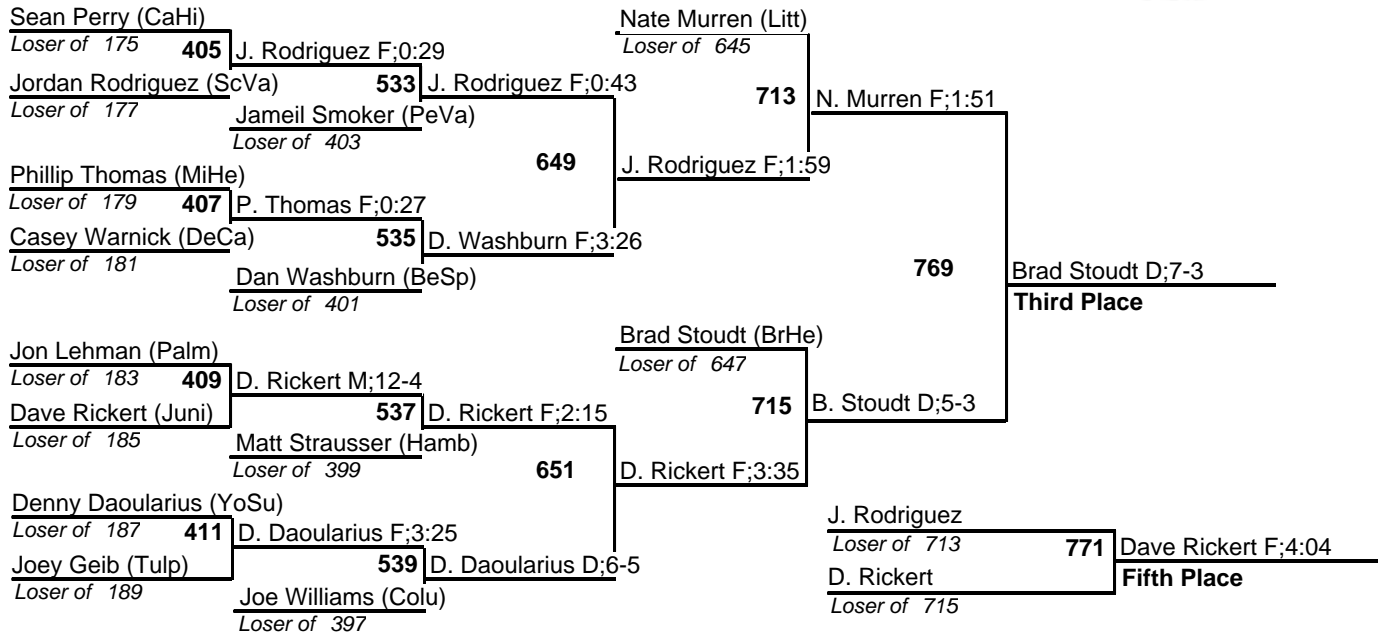 Sean Perry (CaHi)
Loser of 175
405
J. Rodriguez F;0:29
Jordan Rodriguez (ScVa)
Loser of 177
533
J. Rodriguez F;0:43
Jameil Smoker (PeVa)
Loser of 403
Phillip Thomas (MiHe)
Loser of 179
407
P. Thomas F;0:27
Casey Warnick (DeCa)
Loser of 181
535
D. Washburn F;3:26
Dan Washburn (BeSp)
Loser of 401
649
J. Rodriguez F;1:59
Nate Murren (Litt)
Loser of 645
713
N. Murren F;1:51
Jon Lehman (Palm)
Loser of 183
409
D. Rickert M;12-4
Dave Rickert (Juni)
Loser of 185
537
D. Rickert F;2:15
Matt Strausser (Hamb)
Loser of 399
Denny Daoularius (YoSu)
Loser of 187
411
D. Daoularius F;3:25
Joey Geib (Tulp)
Loser of 189
539
D. Daoularius D;6-5
Joe Williams (Colu)
Loser of 397
651
D. Rickert F;3:35
Brad Stoudt (BrHe)
Loser of 647
715
B. Stoudt D;5-3
769
Brad Stoudt D;7-3
Third Place
J. Rodriguez
Loser of 713
771
Dave Rickert F;4:04
D. Rickert
Loser of 715
Fifth Place